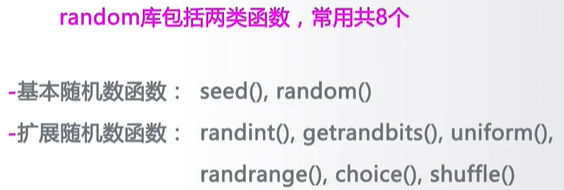 random库包括两类函数，常用共8个
-基本随机数函数： seed(), random()
-扩展随机数函数： randint(), getrandbits(), uniform(),
randrange(), choice(), shuffle()